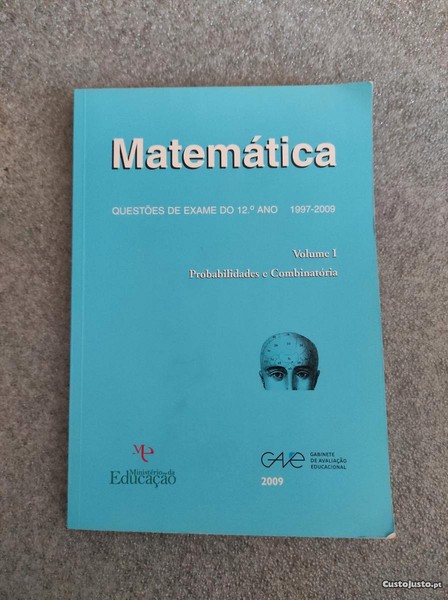 Matemática
QUESTÕES DE EXAME DO 12.º ANO 1997-2009
Volume I
Probabilidades e Combinatória
me
Ministério da
Educação
GAVE
GABINETE
DE AVALIAÇÃO
EDUCACIONAL
2009
CustoJusto.pt